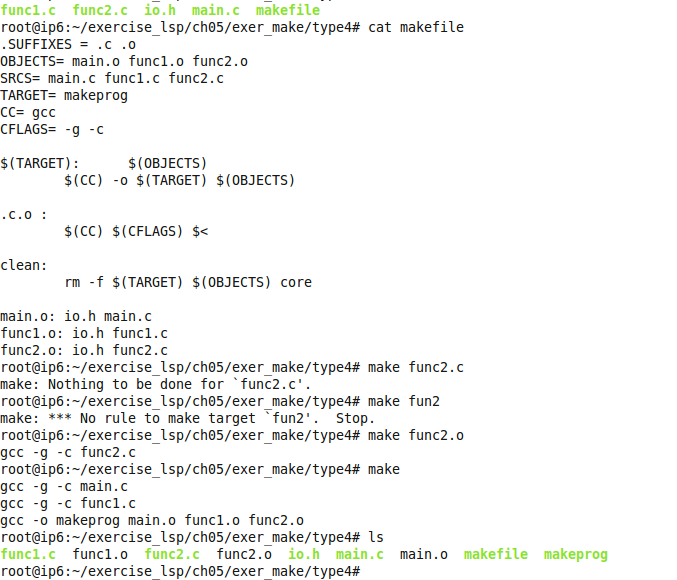 func1.c  func2.c  io.h  main.c  makefile
root@ip6:~/exercise_lsp/ch05/exer_make/type4# cat makefile
.SUFFIXES = .c .o
OBJECTS= main.o func1.o func2.o
SRCS= main.c func1.c func2.c
TARGET= makeprog
CC= gcc
CFLAGS= -g -c

$(TARGET):      $(OBJECTS)
        $(CC) -o $(TARGET) $(OBJECTS)

.c.o :
        $(CC) $(CFLAGS) $<

clean:
        rm -f $(TARGET) $(OBJECTS) core

main.o: io.h main.c
func1.o: io.h func1.c
func2.o: io.h func2.c
root@ip6:~/exercise_lsp/ch05/exer_make/type4# make func2.c
make: Nothing to be done for `func2.c'.
root@ip6:~/exercise_lsp/ch05/exer_make/type4# make fun2
make: *** No rule to make target `fun2'.  Stop.
root@ip6:~/exercise_lsp/ch05/exer_make/type4# make func2.o
gcc -g -c func2.c
root@ip6:~/exercise_lsp/ch05/exer_make/type4# make
gcc -g -c main.c
gcc -g -c func1.c
gcc -o makeprog main.o func1.o func2.o
root@ip6:~/exercise_lsp/ch05/exer_make/type4# ls
func1.c  func1.o  func2.c  func2.o  io.h  main.c  main.o  makefile  makeprog
root@ip6:~/exercise_lsp/ch05/exer_make/type4#